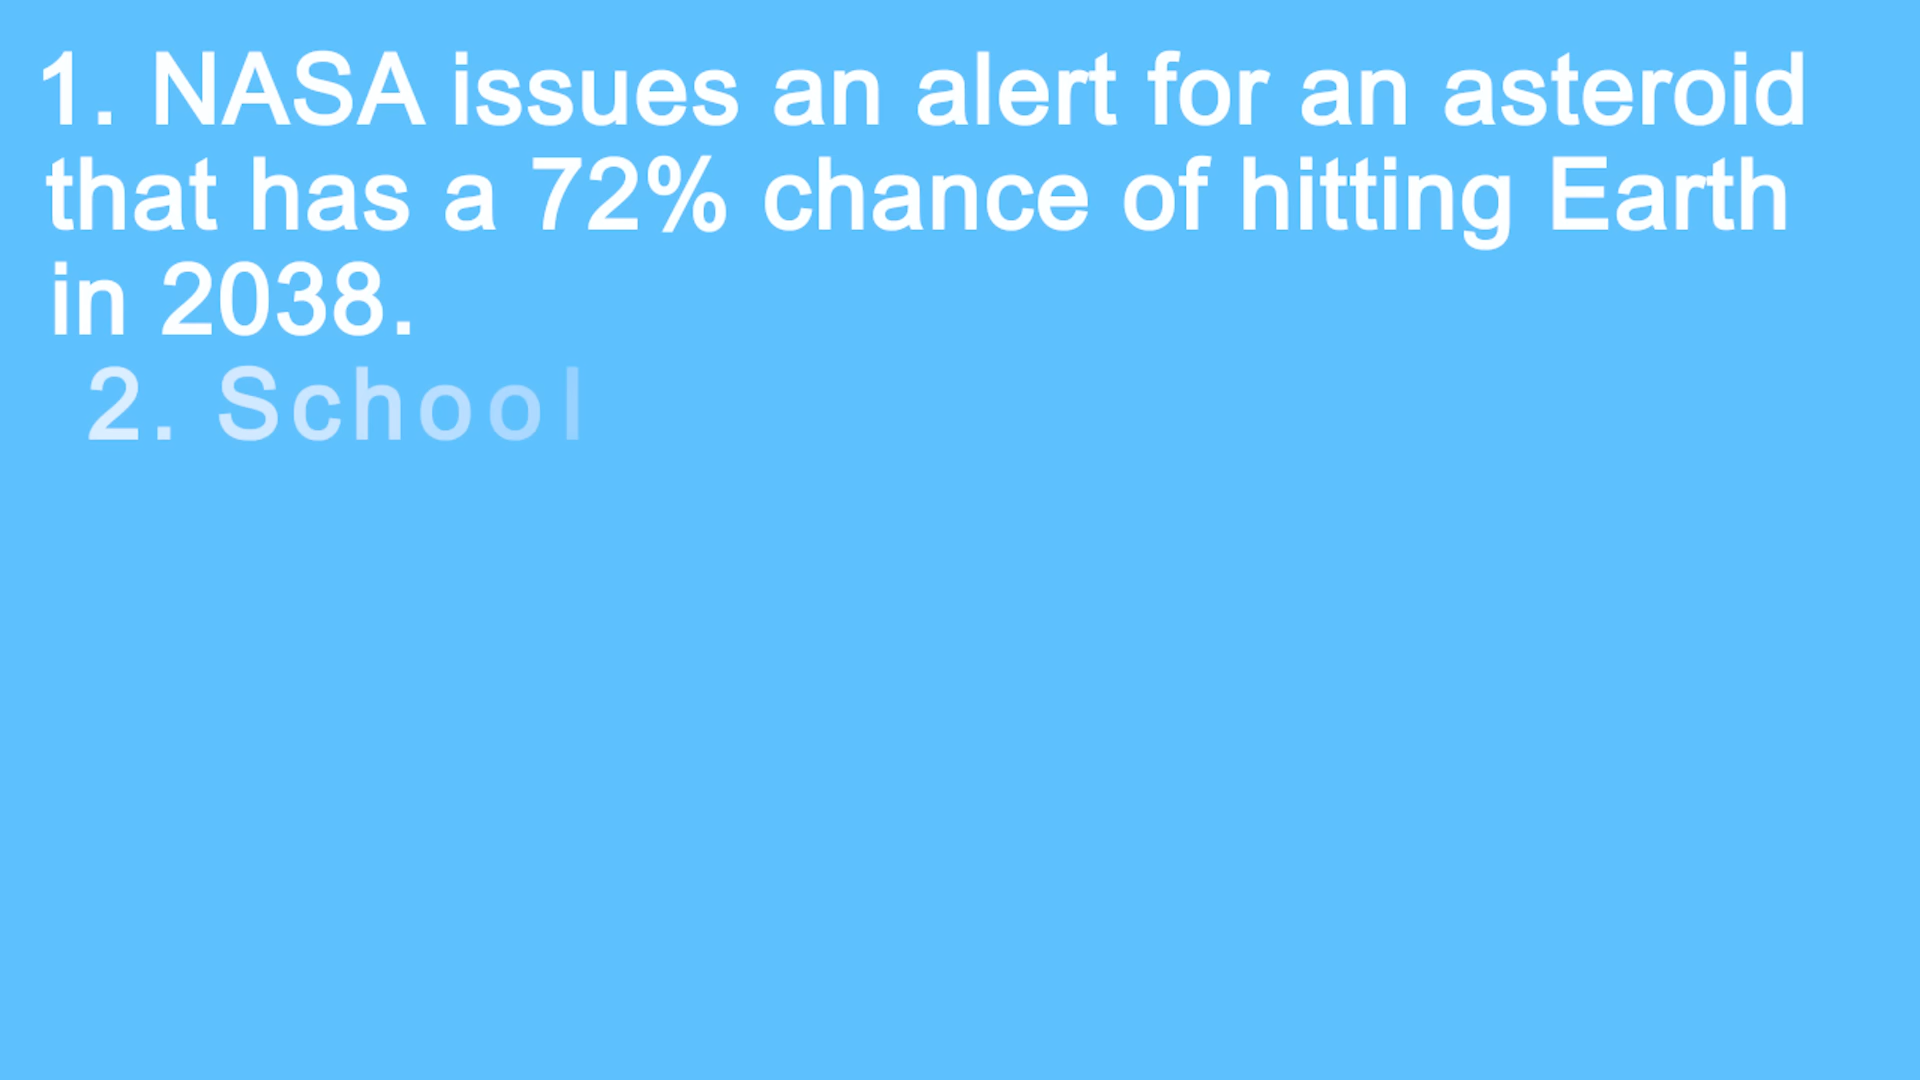 1. NASA issues an alert for an asteroid
that has a 72% chance of hitting Earth
in 2038.
2. School